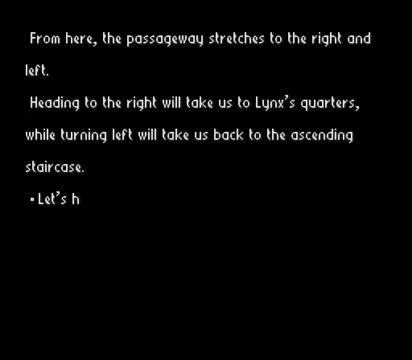 From here, the passageway stretches to the right and
left.
Heading to the right will take us to Lynx's quarters,
while turning left will take us back to the ascending
staircase.
•Let's h